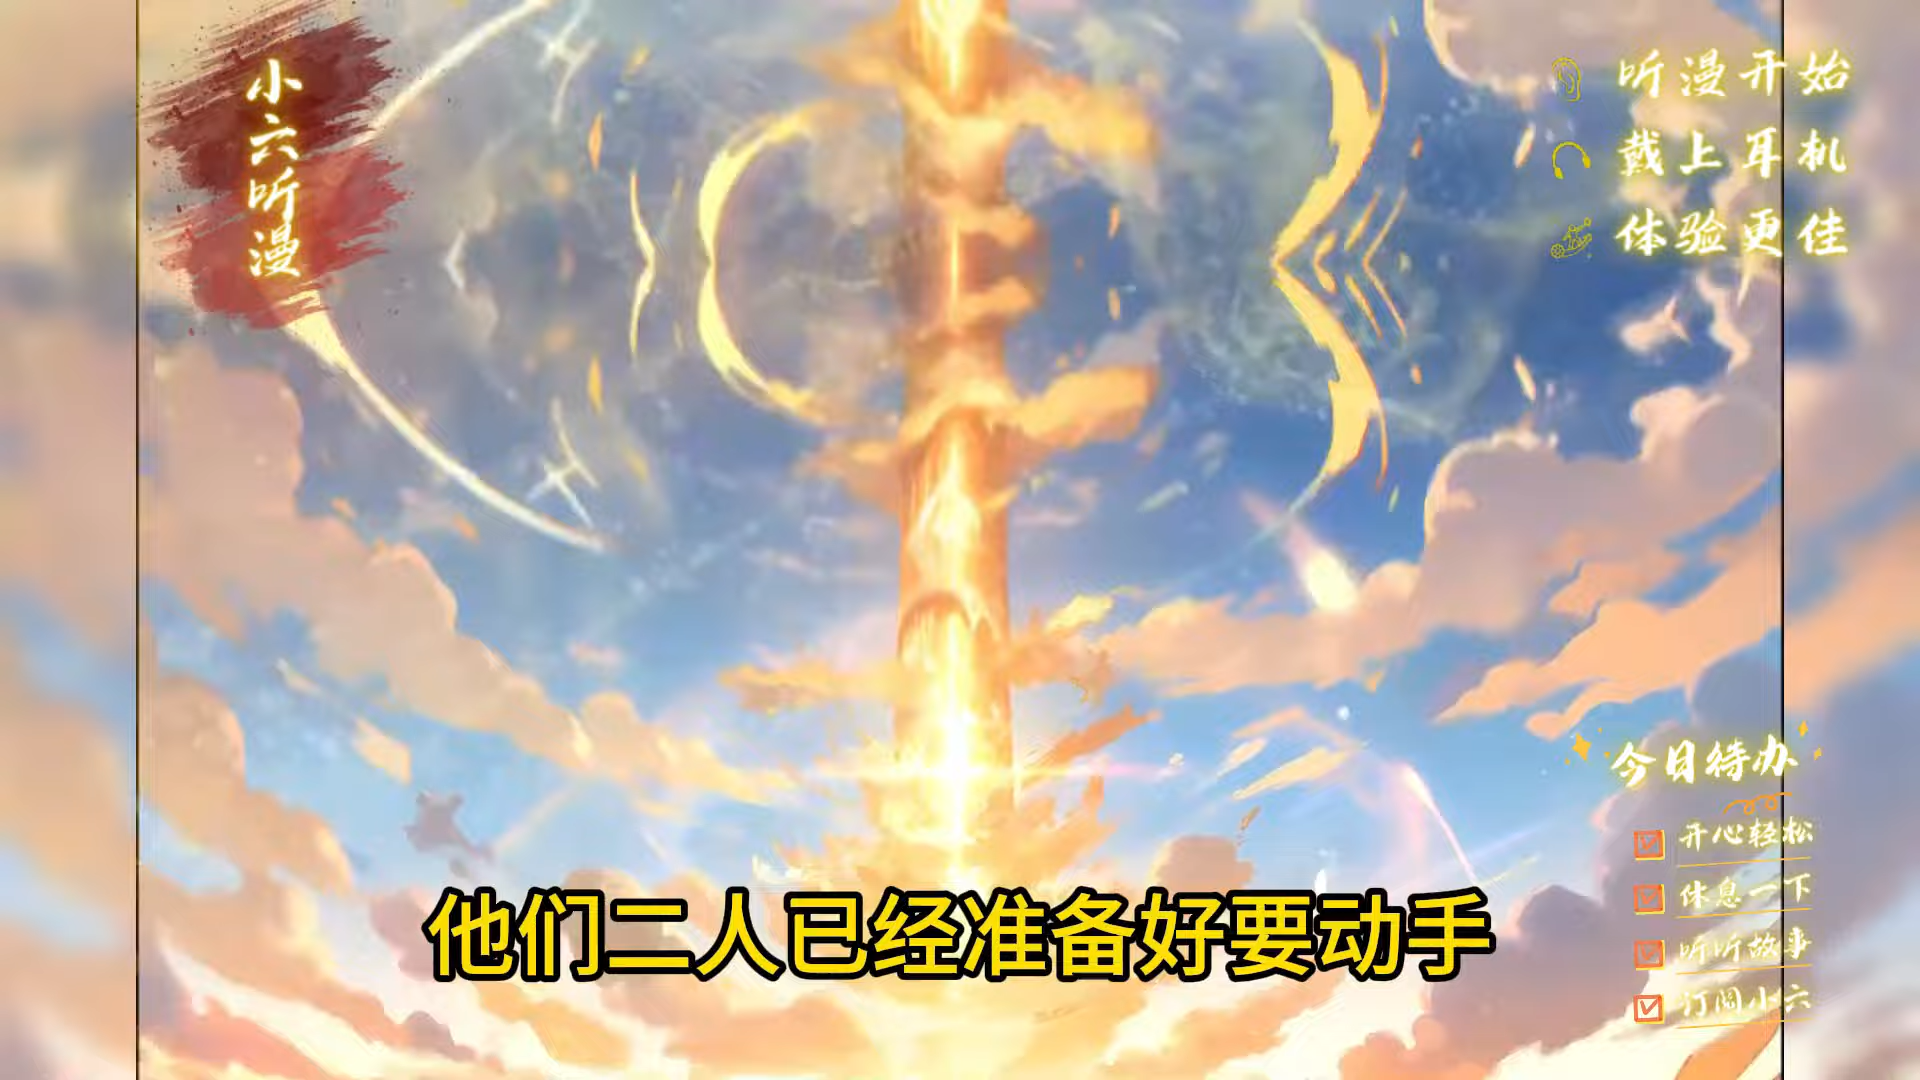 小六听漫
听漫开始
戴上耳机
体验更佳
今日待办
开心轻松
休息一下
听听故事
订阅小六
他们二人已经准备好要动手